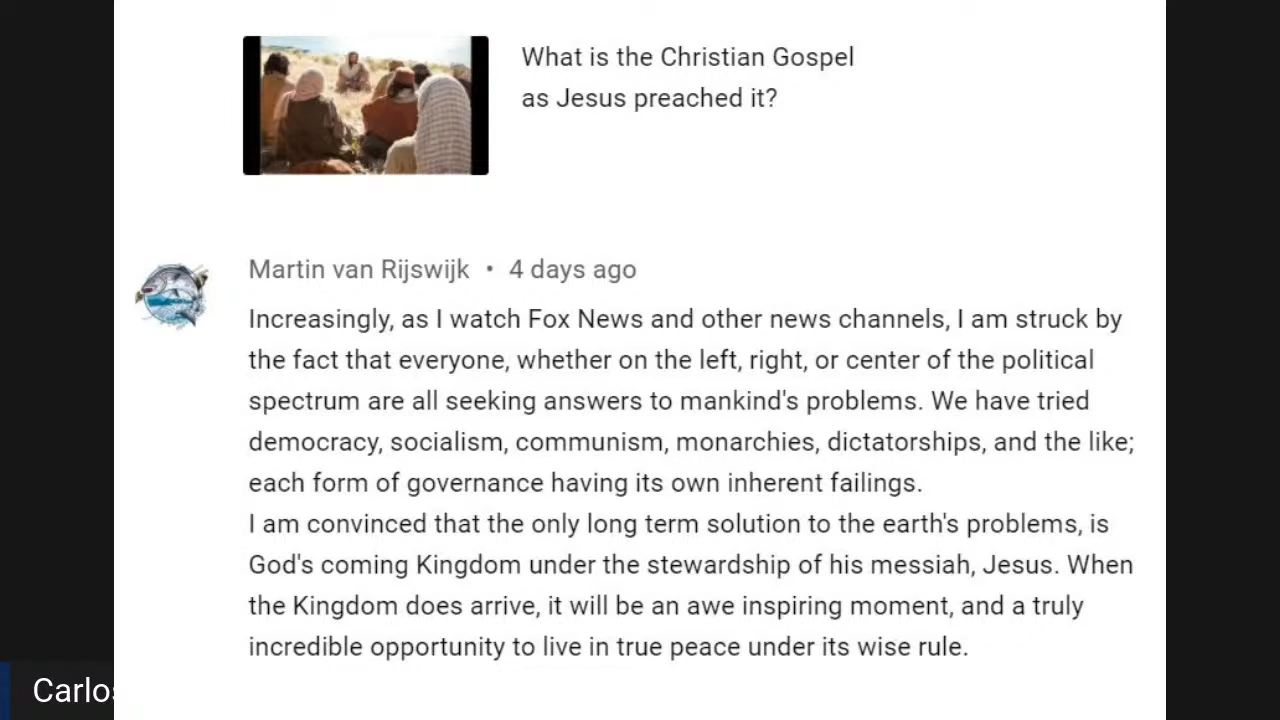 What is the Christian Gospel
as Jesus preached it?
Martin van Rijswijk • 4 days ago
Increasingly, as I watch Fox News and other news channels, I am struck by
the fact that everyone, whether on the left, right, or center of the political
spectrum are all seeking answers to mankind's problems. We have tried
democracy, socialism, communism, monarchies, dictatorships, and the like;
each form of governance having its own inherent failings.
I am convinced that the only long term solution to the earth's problems, is
God's coming Kingdom under the stewardship of his messiah, Jesus. When
the Kingdom does arrive, it will be an awe inspiring moment, and a truly
incredible opportunity to live in true peace under its wise rule.
Carlos